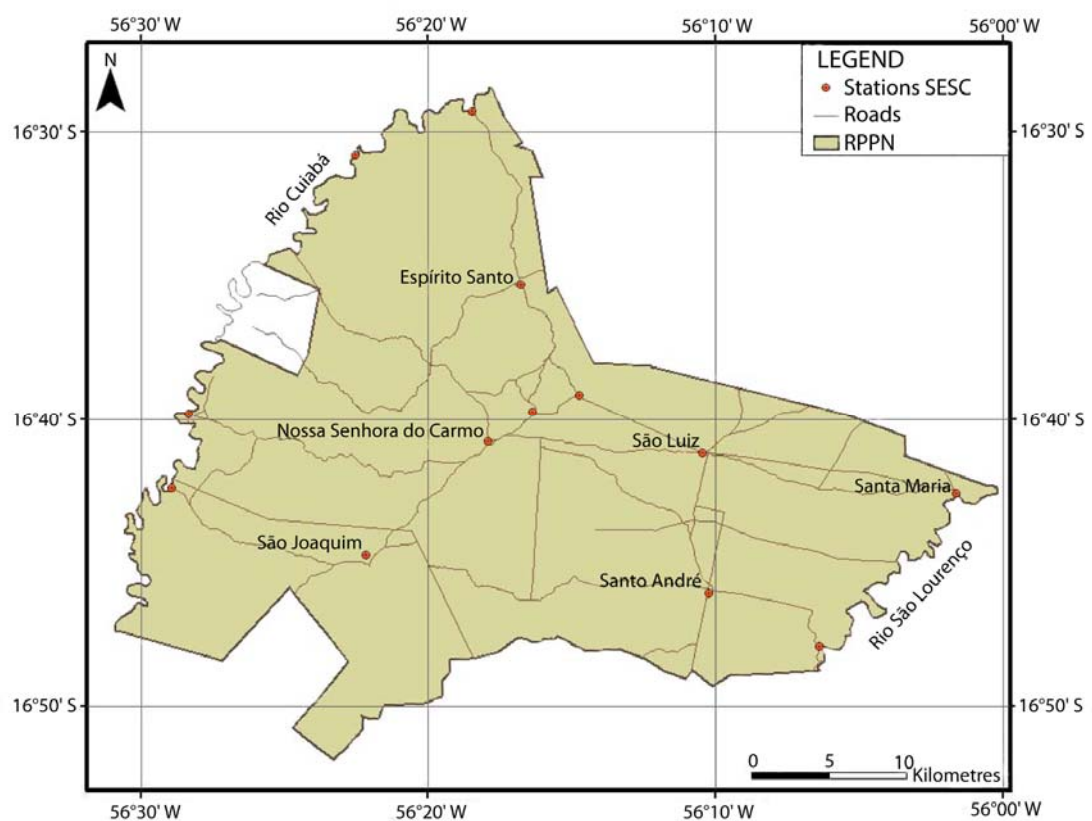 56°30' W
56°20' W
56°10' W
56°00' W
N
LEGEND
Stations SESC
Roads
RPPN
16°30' S
16°30' S
Rio Cuiabá
Espírito Santo
16°40' S
16°40' S
Nossa Senhora do Carmo
São Luiz
Santa Maria
São Joaquim
Santo André
Rio São Lourenço
16°50' S
16°50' S
0 5 10
Kilometres
56°30' W
56°20' W
56°10' W
56°00' W